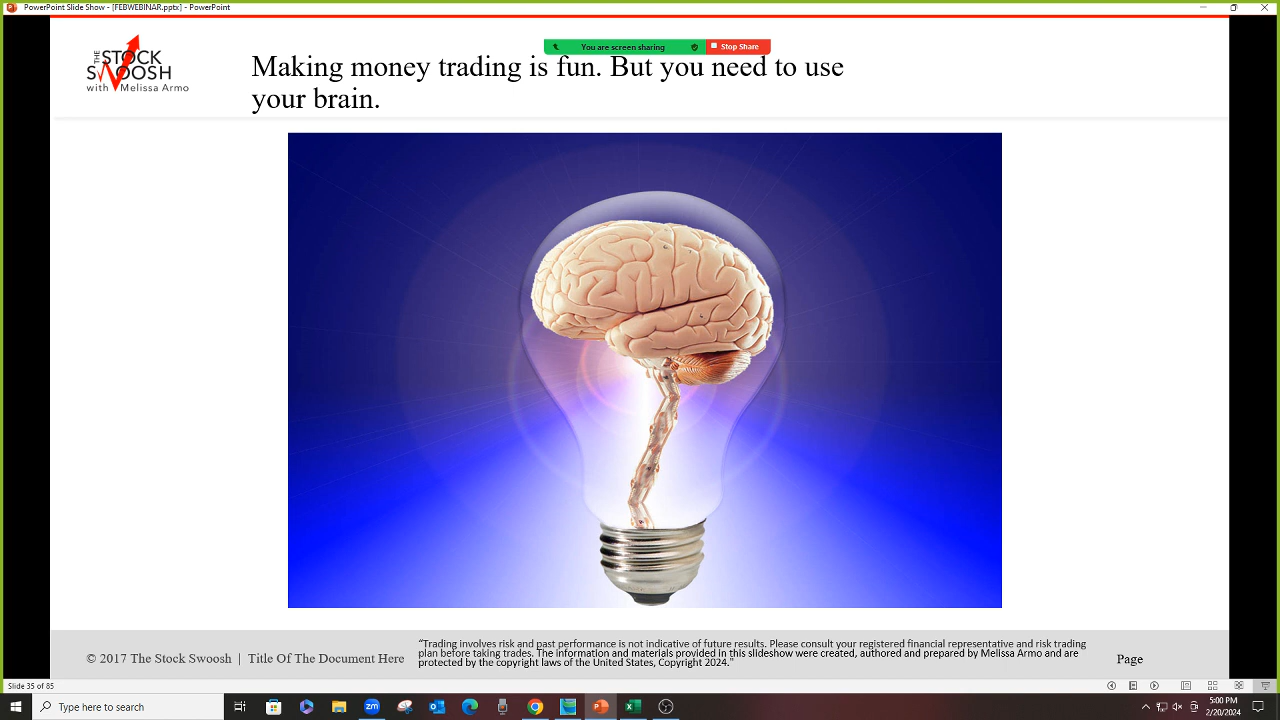 PowerPoint Slide Show - [FEBWEBINAR.pptx] - PowerPoint
You are screen sharing
Stop Share
THE STOCK
SWOOSH
with Melissa Armo
Making money trading is fun. But you need to use
your brain.
© 2017 The Stock Swoosh | Title Of The Document Here
"Trading involves risk and past performance is not indicative of future results. Please consult your registered financial representative and risk trading
plan before taking trades. The information and materials provided in this slideshow were created, authored and prepared by Melissa Armo and are
protected by the copyright laws of the United States, Copyright 2024."
Page
Slide 35 of 85
Type here to search
5:00 PM
2/20/2024